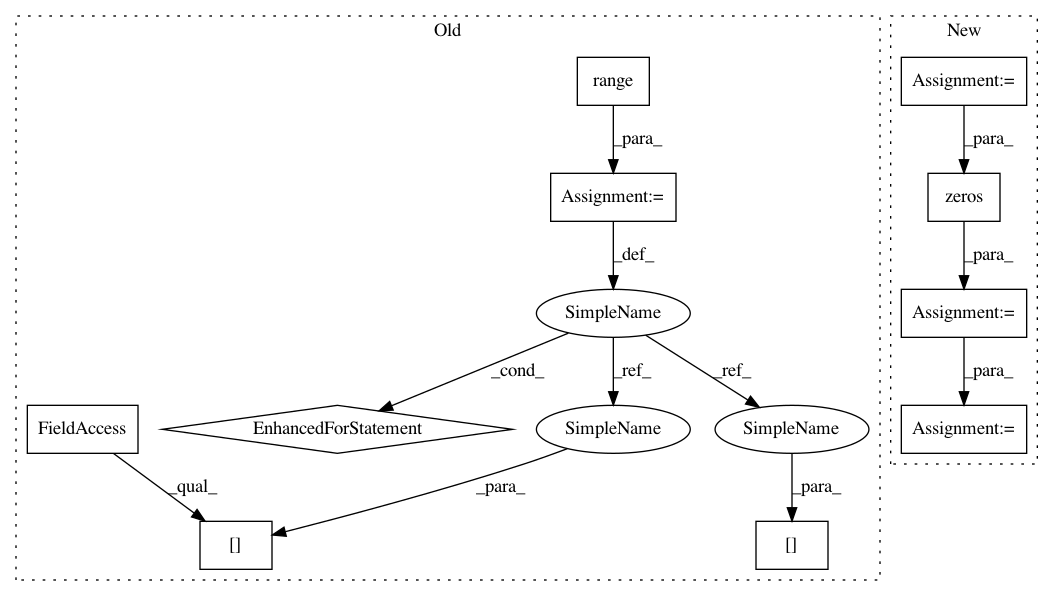 Old
New
range
Assignment:=
_para_
_para_
Assignment:=
zeros
_def_
_para_
SimpleName
Assignment:=
_cond_
_ref_
_ref_
_para_
FieldAccess
EnhancedForStatement
SimpleName
SimpleName
Assignment:=
_qual_
_para_
_para_
[]
[]